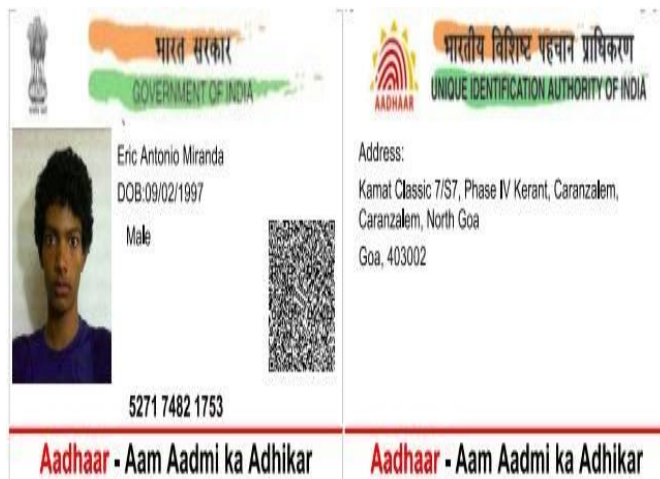 भारत सरकार
GOVERNMENT OF INDIA
Eric Antonio Miranda
DOB:09/02/1997
Male
5271 7482 1753
Aadhaar - Aam Aadmi ka Adhikar
भारतीय विशिष्ट पहचान प्राधिकरण
UNIQUE IDENTIFICATION AUTHORITY OF INDIA
AADHAAR
Address:
Kamat Classic 7/S7, Phase IV Kerant, Caranzalem,
Caranzalem, North Goa
Goa, 403002
Aadhaar - Aam Aadmi ka Adhikar